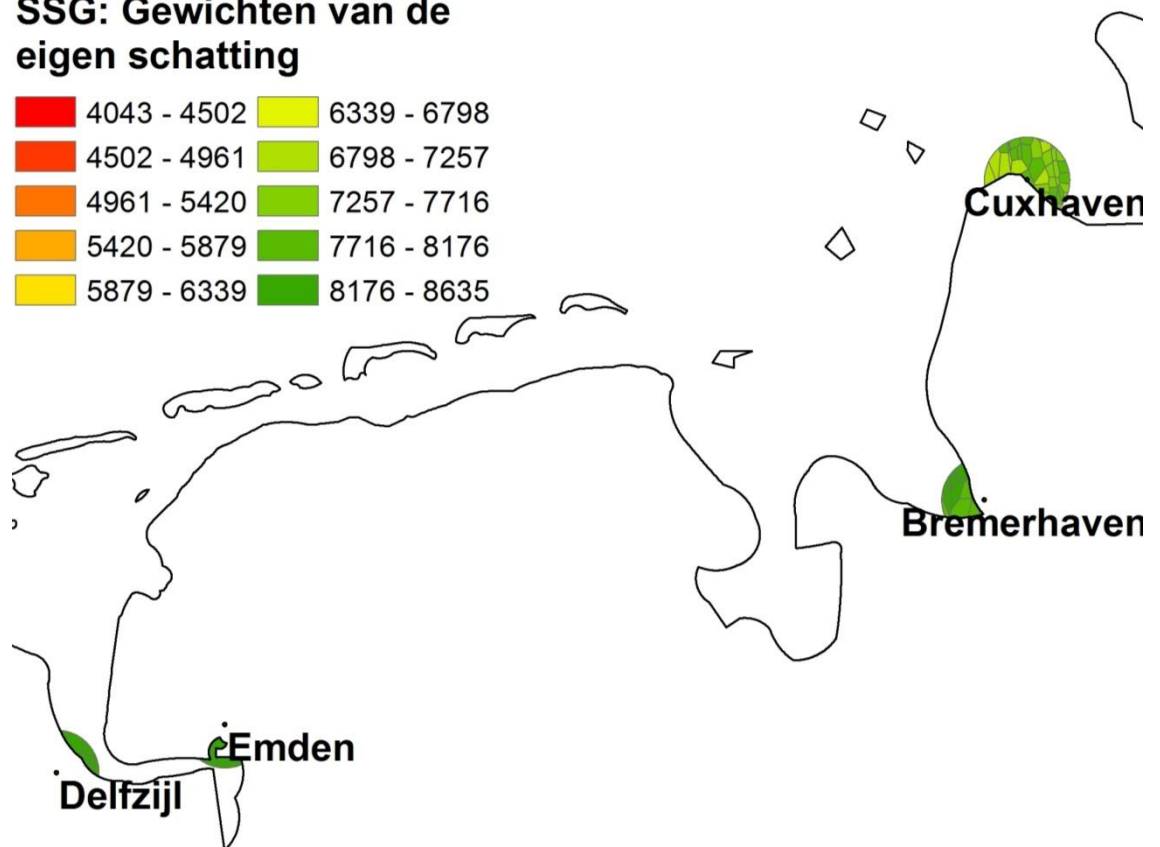 SSG: Gewichten van de
eigen schatting
4043 - 4502
4502 - 4961
4961 - 5420
5420 - 5879
5879 - 6339
6339 - 6798
6798 - 7257
7257 - 7716
7716 - 8176
8176 - 8635
Cuxhaven
Bremerhaven
Emden
Delfzijl